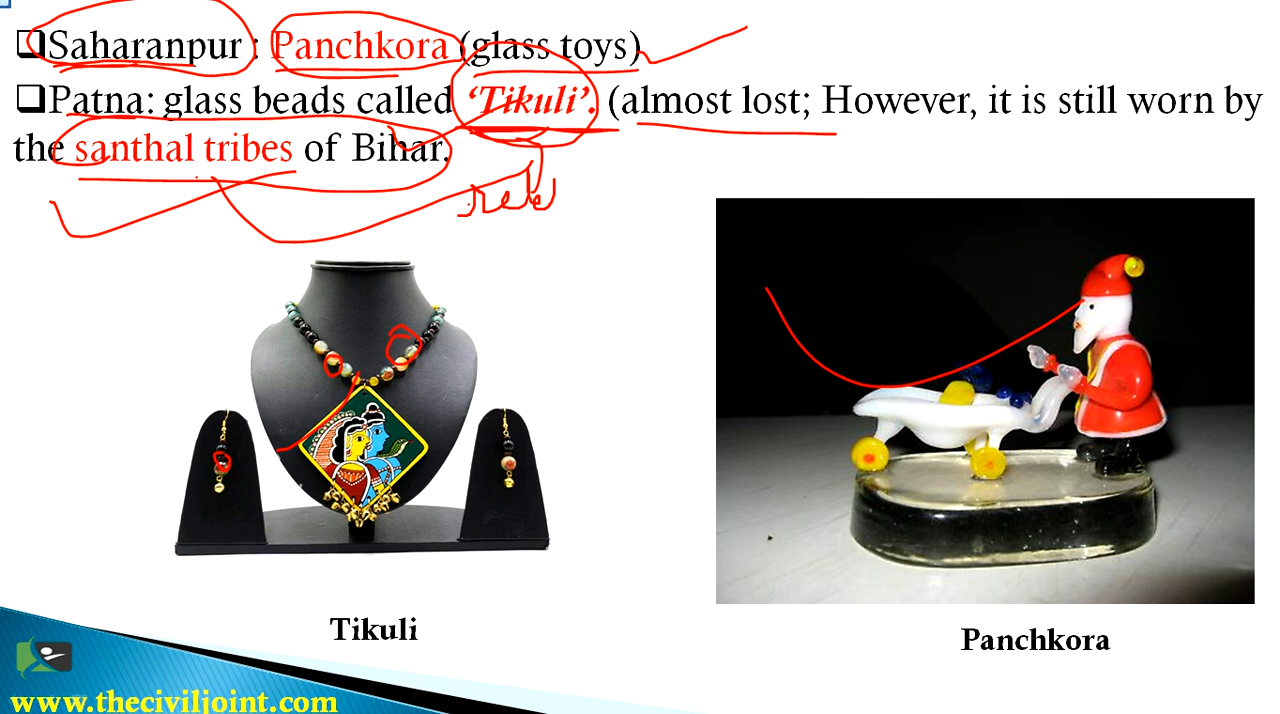 ❑Saharanpur : Panchkora (glass toys)
❑Patna: glass beads called ‘Tikuli’. (almost lost; However, it is still worn by
the santhal tribes of Bihar.
Tikuli
Panchkora
www.theciviljoint.com